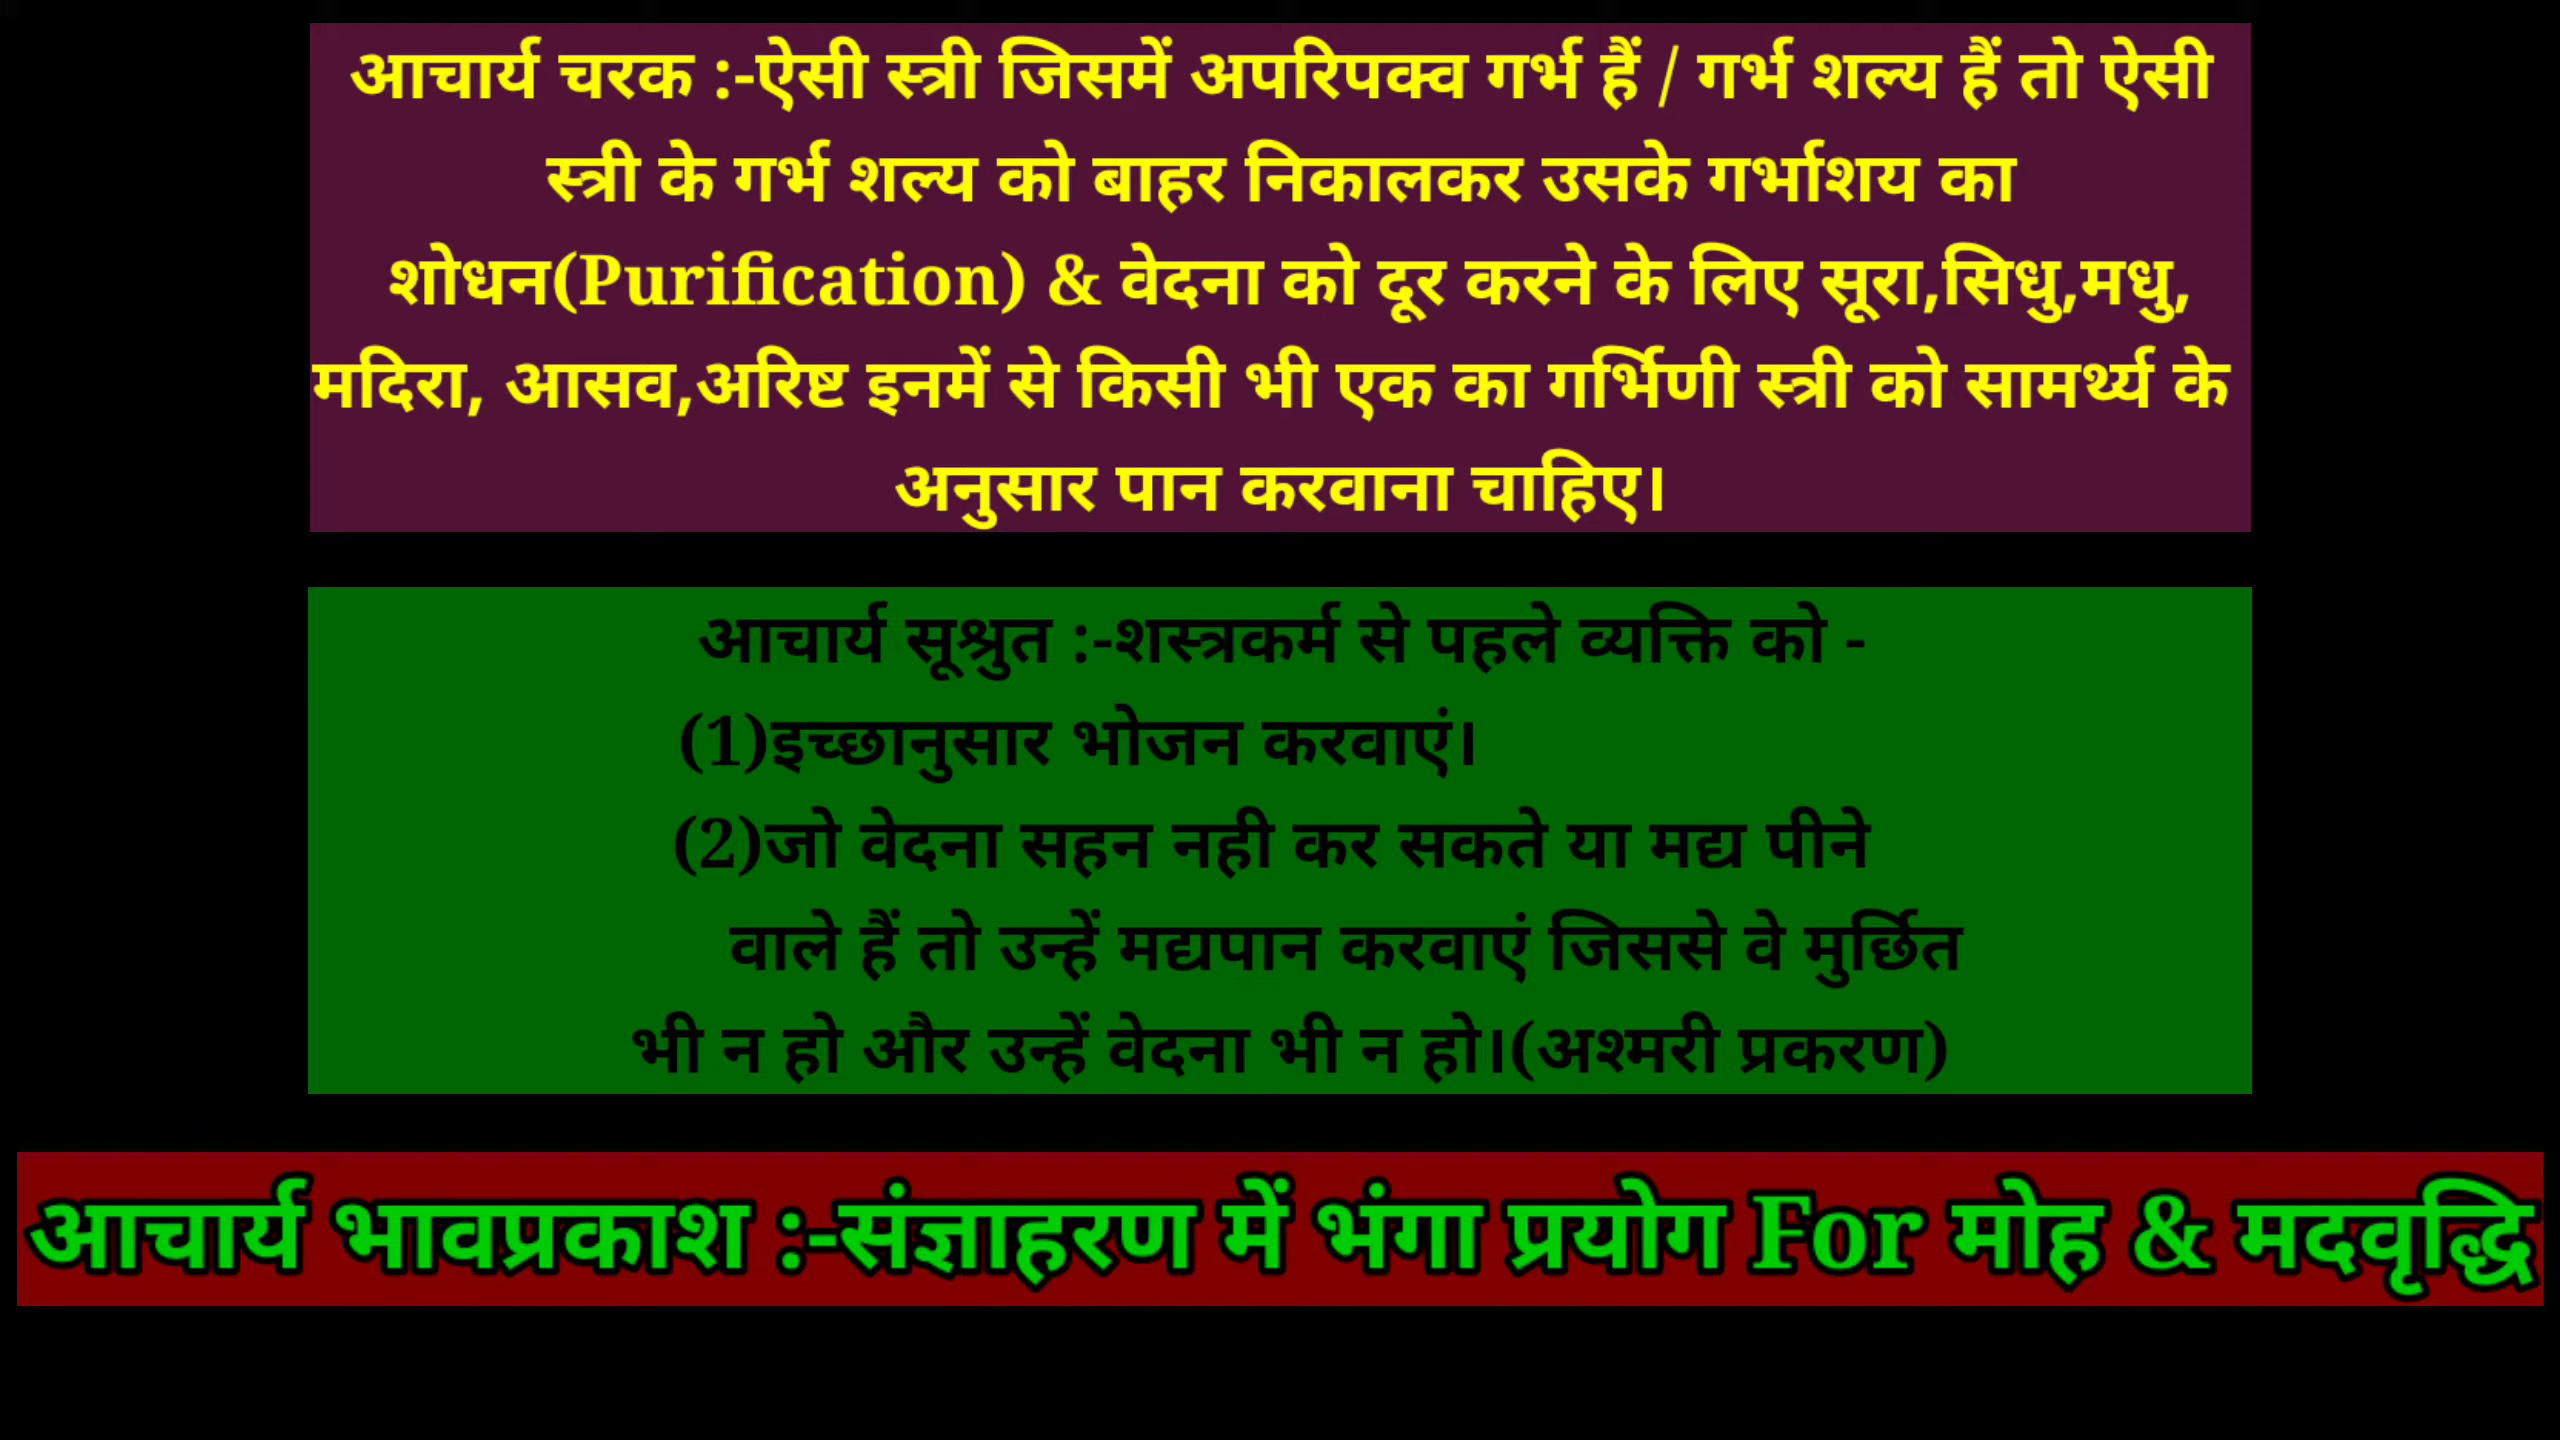 आचार्य चरक :-ऐसी स्त्री जिसमें अपरिपक्व गर्भ हैं / गर्भ शल्य हैं तो ऐसी
स्त्री के गर्भ शल्य को बाहर निकालकर उसके गर्भाशय का
शोधन(Purification) & वेदना को दूर करने के लिए सूरा,सिधु,मधु,
मदिरा, आसव,अरिष्ट इनमें से किसी भी एक का गर्भिणी स्त्री को सामर्थ्य के
अनुसार पान करवाना चाहिए।
आचार्य सूश्रुत :-शस्त्रकर्म से पहले व्यक्ति को -
(1)इच्छानुसार भोजन करवाएं।
(2)जो वेदना सहन नही कर सकते या मद्य पीने
वाले हैं तो उन्हें मद्यपान करवाएं जिससे वे मुर्छित
भी न हो और उन्हें वेदना भी न हो।(अश्मरी प्रकरण)
आचार्य भावप्रकाश :-संज्ञाहरण में भंगा प्रयोग For मोह & मदवृद्धि